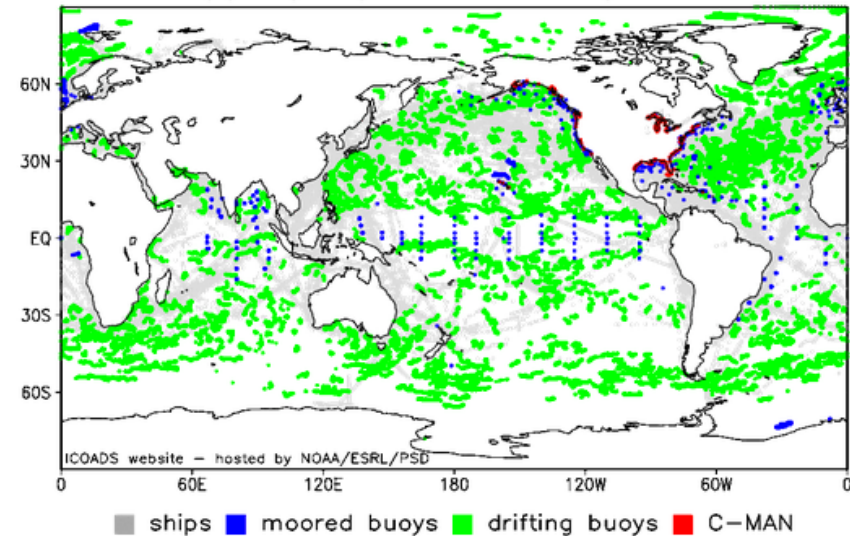 60N
30N
EQ
30S
60S
ICOADS website – hosted by NOAA/ESRL/PSD
0 60E 120E 180 120W 60W 0
ships moored buoys drifting buoys C-MAN